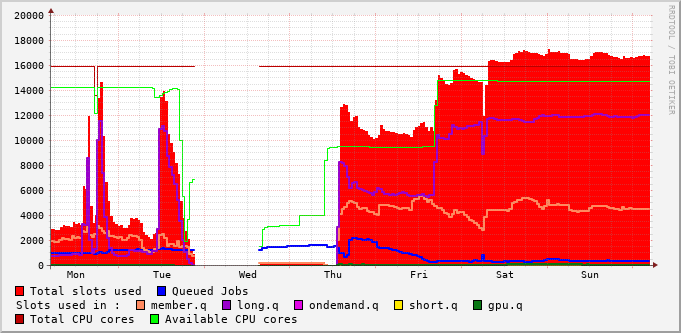 20000
18000
16000
14000
12000
10000
8000
6000
4000
2000
0
Mon Tue Wed Thu Fri Sat Sun
RRDTOOL / TOBI OETIKER
Total slots used Queued Jobs
Slots used in : member.q long.q ondemand.q short.q gpu.q
Total CPU cores Available CPU cores